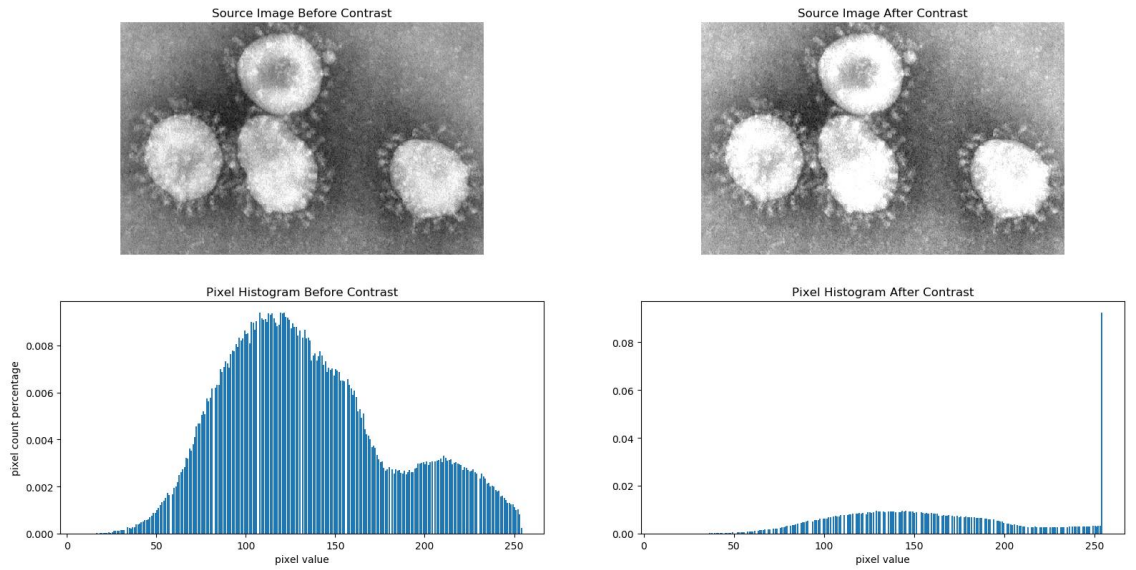 Source Image Before Contrast
Source Image After Contrast
Pixel Histogram Before Contrast
pixel count percentage
0.008
0.006
0.004
0.002
0.000
0 50 100 150 200 250
pixel value
Pixel Histogram After Contrast
0.08
0.06
0.04
0.02
0.00
0 50 100 150 200 250
pixel value